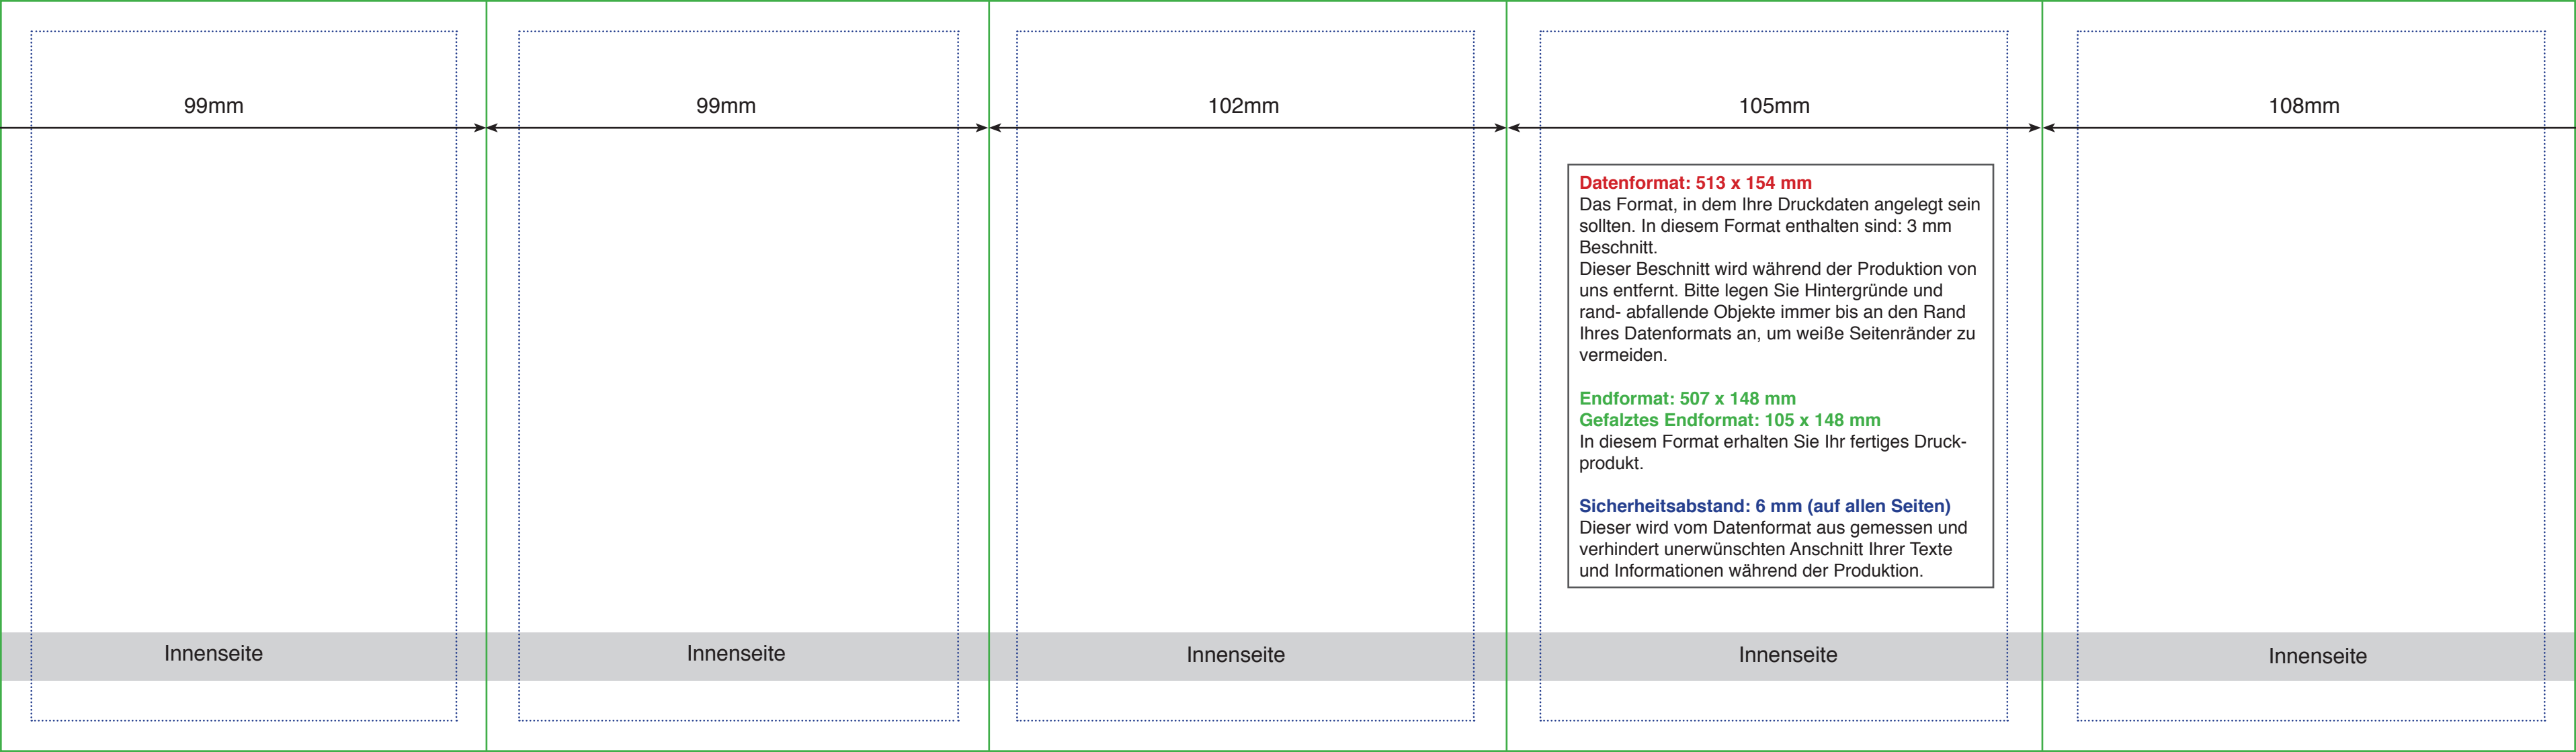 99mm
99mm
102mm
105mm
108mm
Datenformat: 513 x 154 mm
Das Format, in dem Ihre Druckdaten angelegt sein
sollten. In diesem Format enthalten sind: 3 mm
Beschnitt.
Dieser Beschnitt wird während der Produktion von
uns entfernt. Bitte legen Sie Hintergründe und
rand- abfallende Objekte immer bis an den Rand
Ihres Datenformats an, um weiße Seitenränder zu
vermeiden.
Endformat: 507 x 148 mm
Gefalztes Endformat: 105 x 148 mm
In diesem Format erhalten Sie Ihr fertiges Druck-
produkt.
Sicherheitsabstand: 6 mm (auf allen Seiten)
Dieser wird vom Datenformat aus gemessen und
verhindert unerwünschten Anschnitt Ihrer Texte
und Informationen während der Produktion.
Innenseite
Innenseite
Innenseite
Innenseite
Innenseite